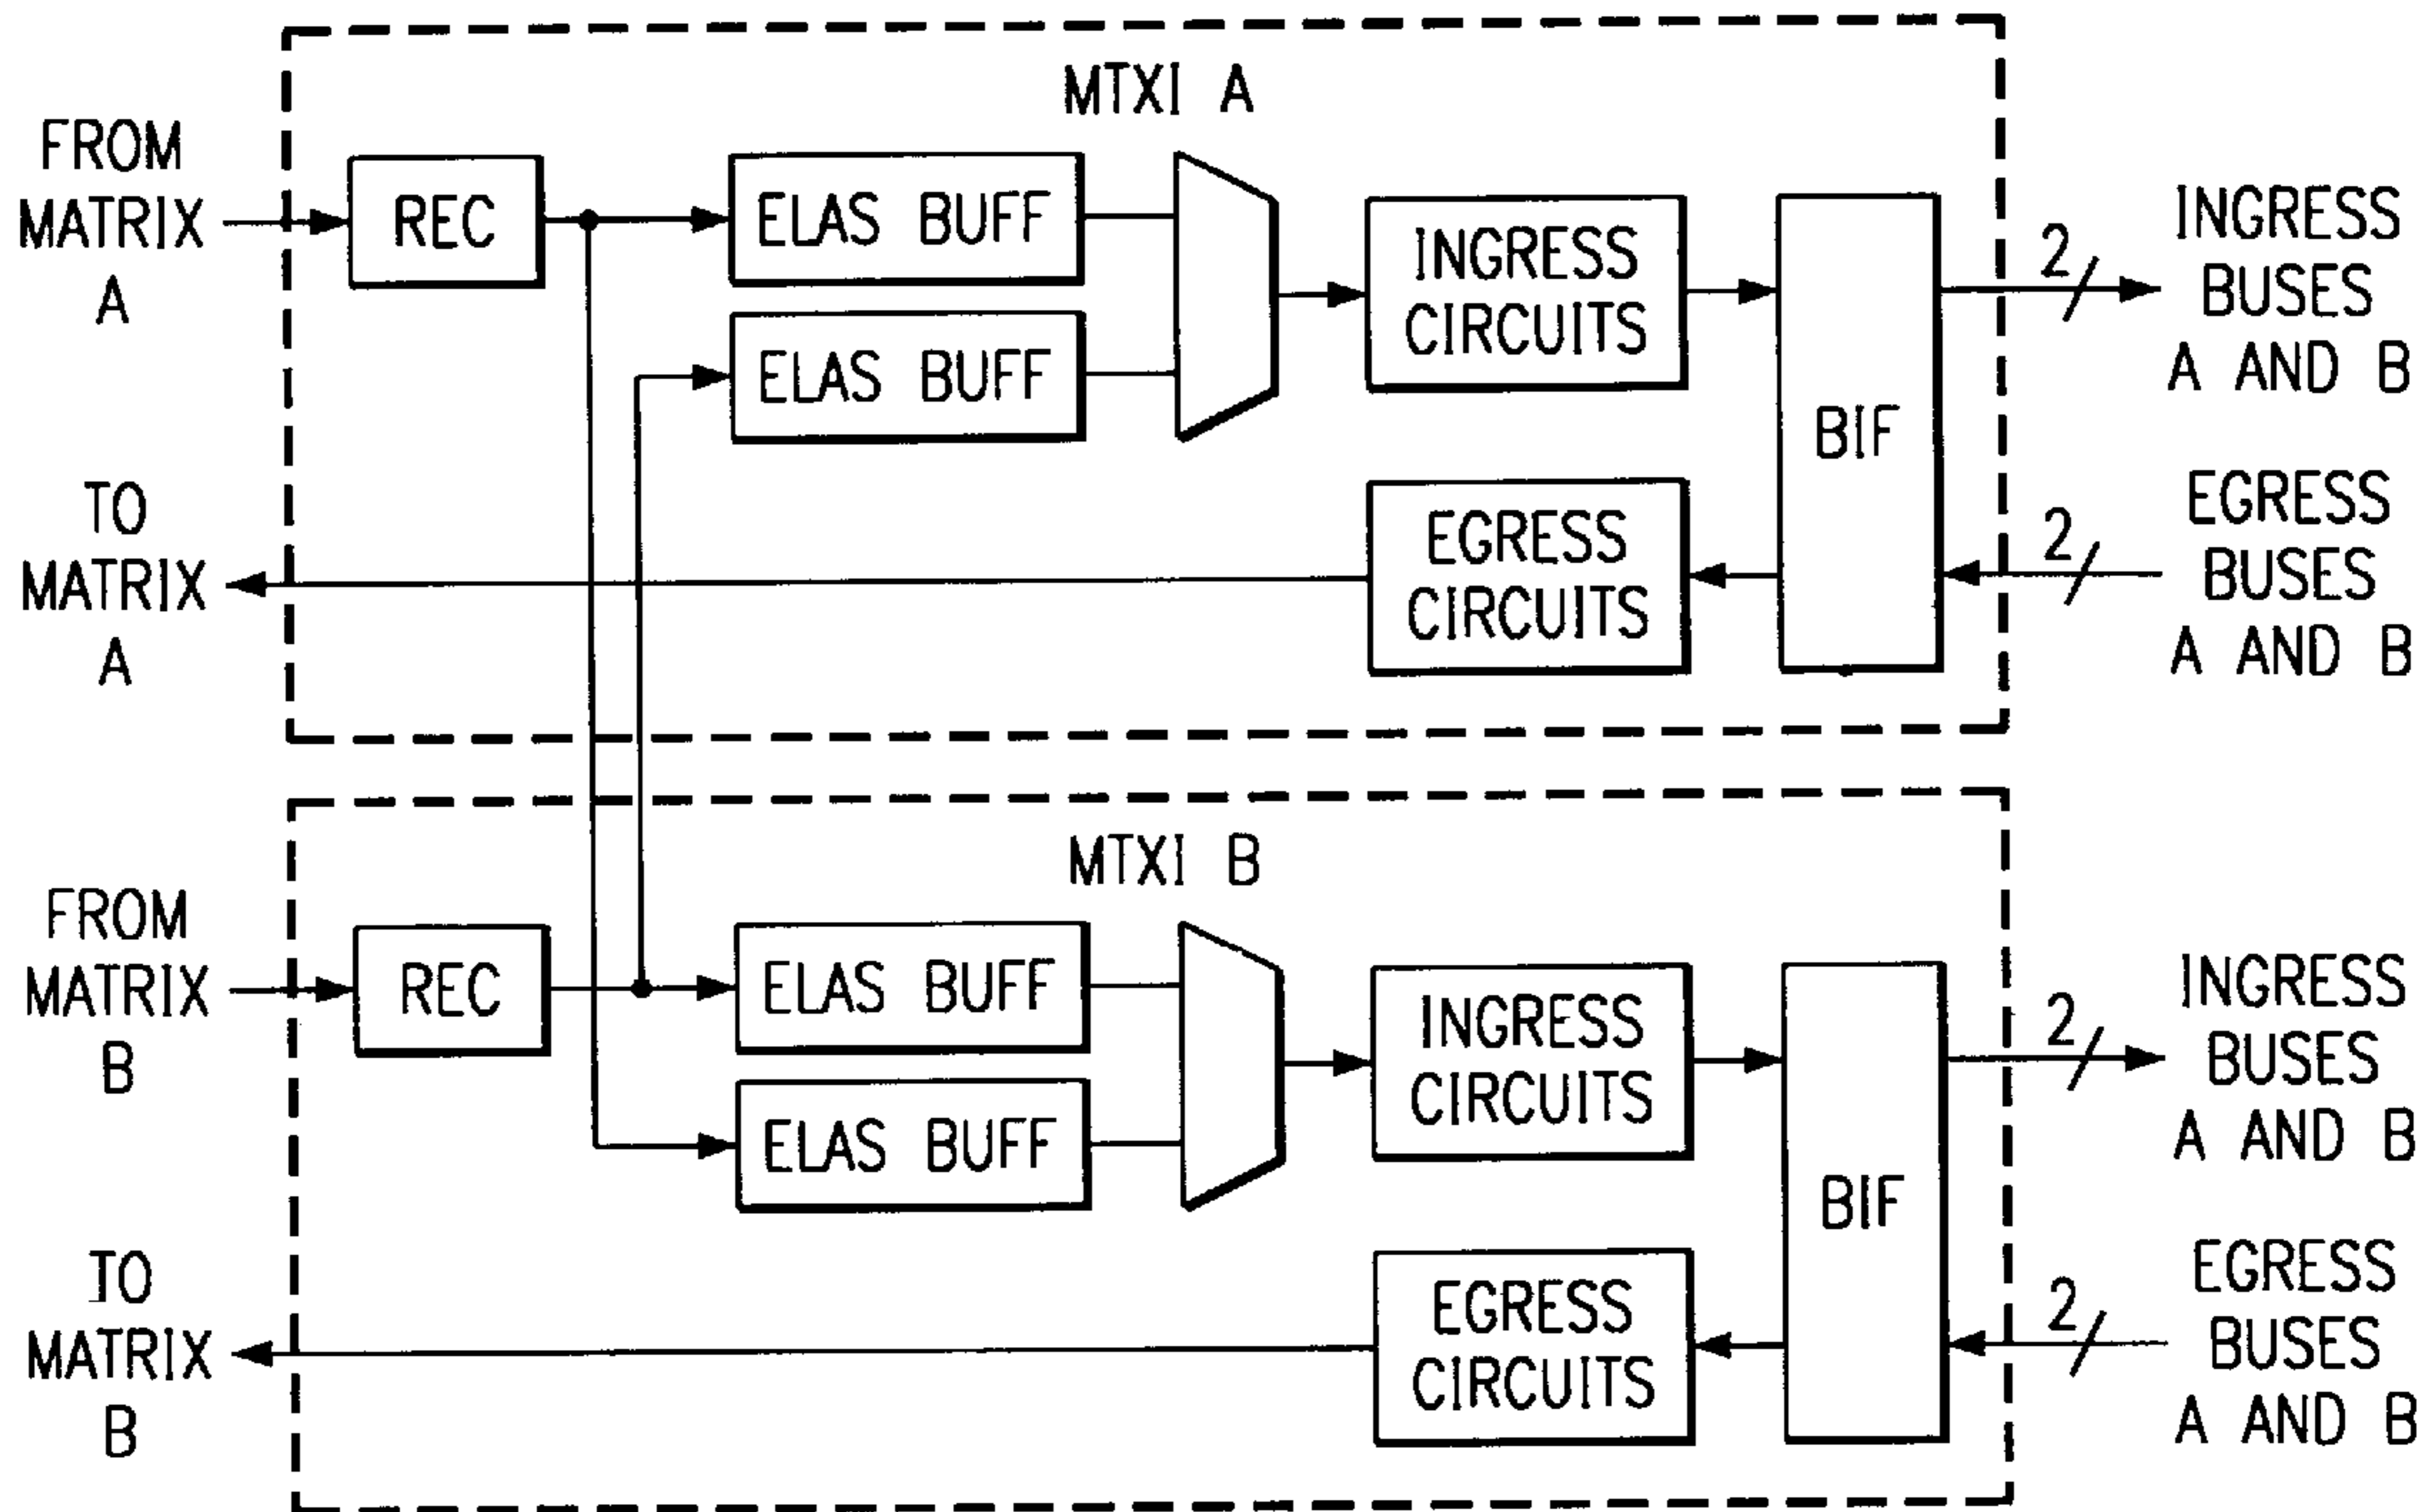 MTXI A
FROM
MATRIX
A
REC
ELAS BUFF
ELAS BUFF
INGRESS
CIRCUITS
BIF
2
INGRESS
BUSES
A AND B
TO
MATRIX
A
EGRESS
CIRCUITS
2
EGRESS
BUSES
A AND B
MTXI B
FROM
MATRIX
B
REC
ELAS BUFF
ELAS BUFF
INGRESS
CIRCUITS
BIF
2
INGRESS
BUSES
A AND B
TO
MATRIX
B
EGRESS
CIRCUITS
2
EGRESS
BUSES
A AND B